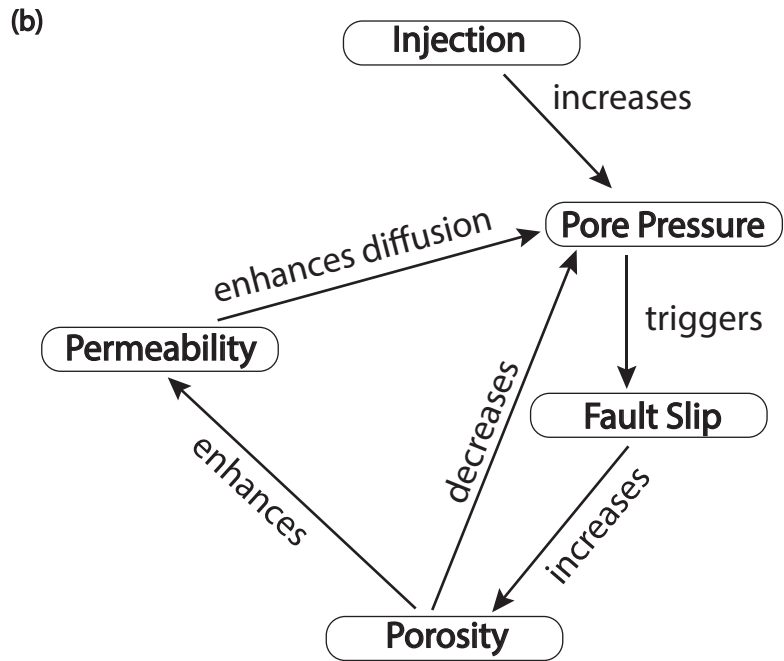 (b)
Injection
increases
Pore Pressure
enhances diffusion
triggers
Permeability
decreases
Fault Slip
enhances
increases
Porosity